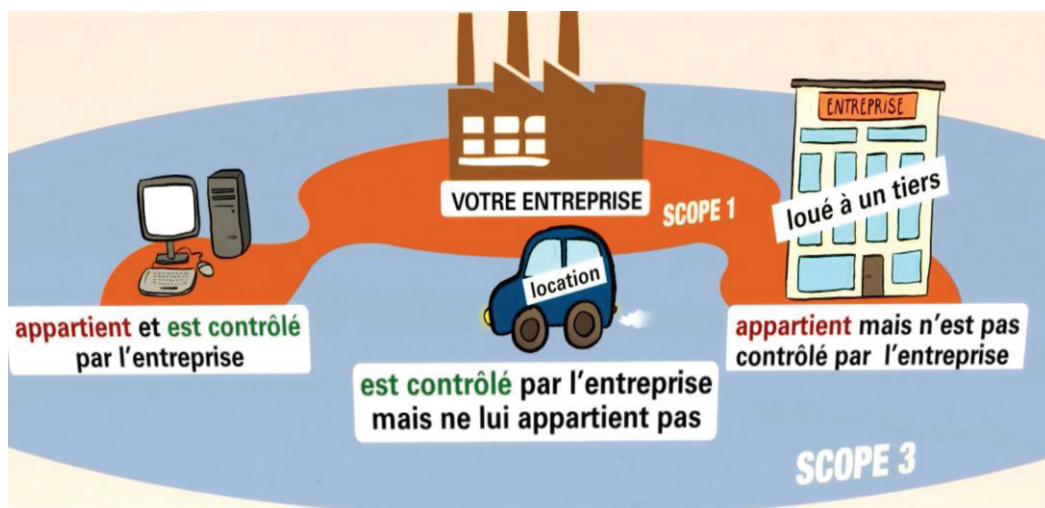 ENTREPRISE
loué à un tiers
VOTRE ENTREPRISE
SCOPE 1
location
appartient et est contrôlé
par l'entreprise
est contrôlé par l'entreprise
mais ne lui appartient pas
appartient mais n'est pas
contrôlé par l'entreprise
SCOPE 3